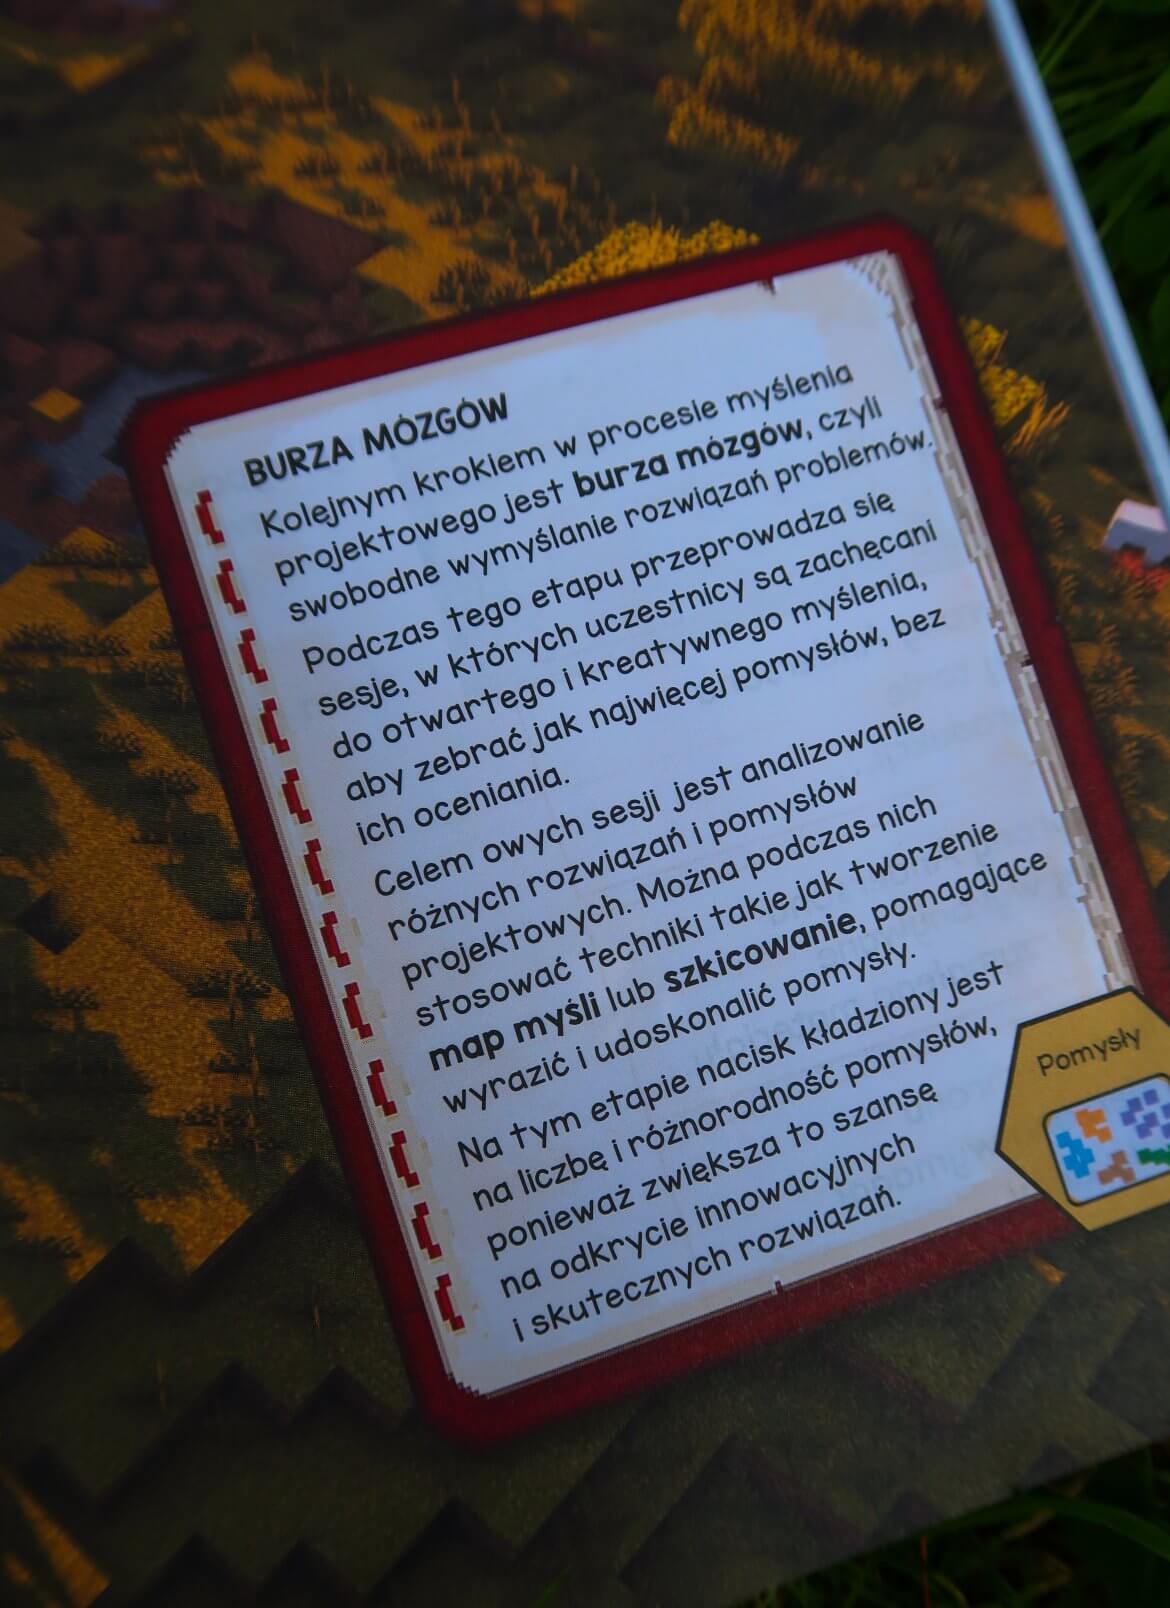 BURZA MÓZGÓW
Kolejnym krokiem w procesie myślenia
projektowego jest burza mózgów, czyli
swobodne wymyślanie rozwiązań problemów.
Podczas tego etapu przeprowadza się
sesje, w których uczestnicy są zachęcani
do otwartego i kreatywnego myślenia,
aby zebrać jak najwięcej pomysłów, bez
ich oceniania.
Celem owych sesji jest analizowanie
różnych rozwiązań i pomysłów
projektowych. Można podczas nich
stosować techniki takie jak tworzenie
map myśli lub szkicowanie, pomagające
wyrazić i udoskonalić pomysły.
Na tym etapie nacisk kładziony jest
na liczbę i różnorodność pomysłów,
ponieważ zwiększa to szansę
na odkrycie innowacyjnych
i skutecznych rozwiązań.
Pomysły